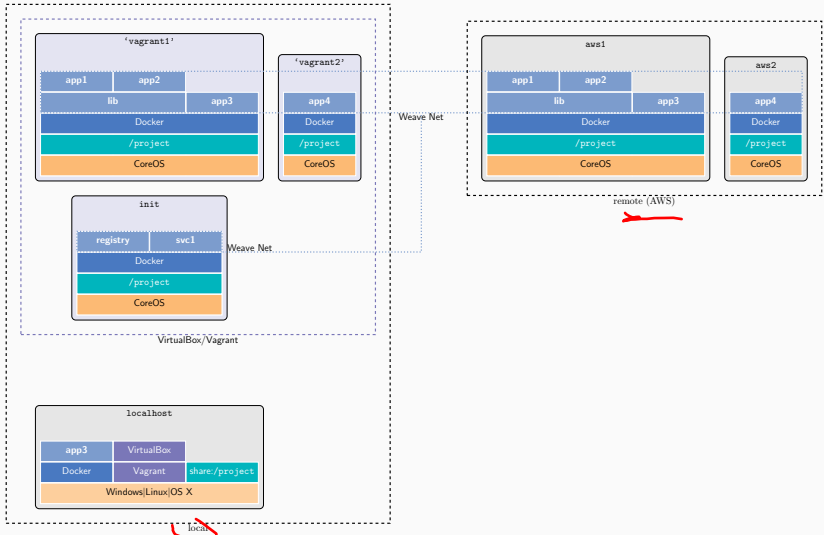 'vagrant1'
app1 app2
lib app3
Docker
/project
CoreOS
'vagrant2'
app4
Docker
/project
CoreOS
Weave Net
aws1
app1 app2
lib app3
Docker
/project
CoreOS
aws2
app4
Docker
/project
CoreOS
remote (AWS)
init
registry svc1
Docker
/project
CoreOS
Weave Net
VirtualBox/Vagrant
localhost
app3 VirtualBox
Docker Vagrant share:/project
Windows|Linux|OS X
local